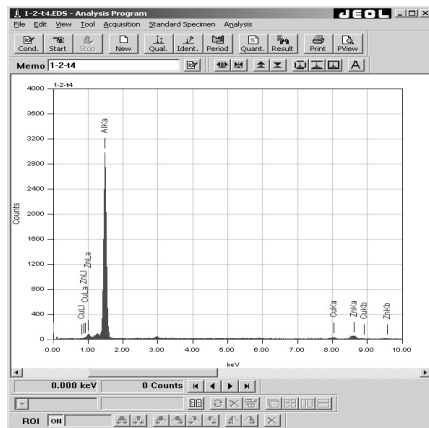 1-2-t4.EDS - Analysis Program JEOL
File Edit View Tool Acquisition Standard Specimen Analysis
Cond. Start Stop New Qual. Ident. Period Quant. Result Print PView
Memo 1-2-t4 A
1-2-t4
4000
3600
3200
2800
2400
2000
1600
1200
800
400
0
Counts
CuLl
CuLa
ZnLl
ZnLa
AlKa
CuKa
ZnKa
CuKb
ZnKb
0.00 1.00 2.00 3.00 4.00 5.00 6.00 7.00 8.00 9.00 10.00
keV
0.000 keV 0 Counts
ROI ON